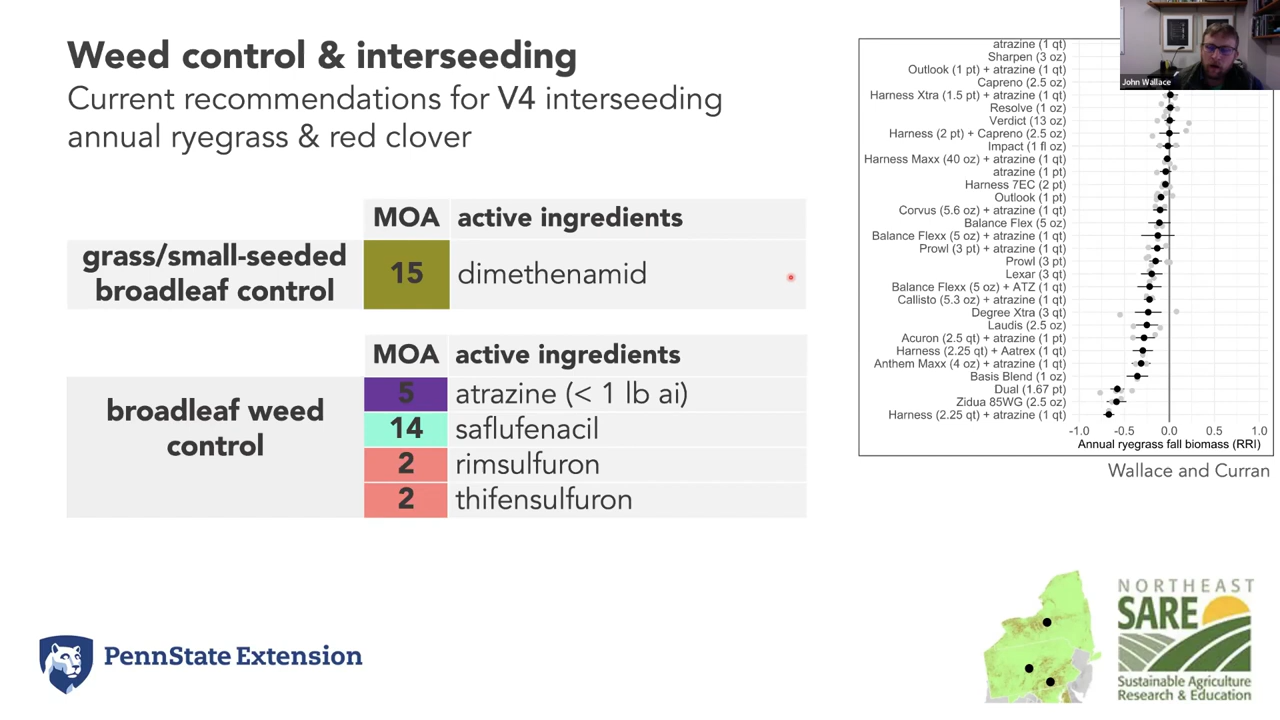 Weed control & interseeding
Current recommendations for V4 interseeding
annual ryegrass & red clover
MOA active ingredients
grass/small-seeded
broadleaf control
15 dimethenamid
MOA active ingredients
broadleaf weed
control
5 atrazine (< 1 lb ai)
14 saflufenacil
2 rimsulfuron
2 thifensulfuron
PennState Extension
John Wallace
atrazine (1 qt)
Sharpen (3 oz)
Outlook (1 pt) + atrazine (1 qt)
Capreno (2.5 oz)
Harness Xtra (1.5 pt) + atrazine (1 qt)
Resolve (1 oz)
Verdict (13 oz)
Harness (2 pt) + Capreno (2.5 oz)
Impact (1 fl oz)
Harness Maxx (40 oz) + atrazine (1 qt)
atrazine (1 pt)
Harness 7EC (2 pt)
Outlook (1 pt)
Corvus (5.6 oz) + atrazine (1 qt)
Balance Flex (5 oz)
Balance Flexx (5 oz) + atrazine (1 qt)
Prowl (3 pt) + atrazine (1 qt)
Prowl (3 pt)
Lexar (3 qt)
Balance Flexx (5 oz) + ATZ (1 qt)
Callisto (5.3 oz) + atrazine (1 qt)
Degree Xtra (3 qt)
Laudis (2.5 oz)
Acuron (2.5 qt) + atrazine (1 pt)
Harness (2.25 qt) + Aatrex (1 qt)
Anthem Maxx (4 oz) + atrazine (1 qt)
Basis Blend (1 oz)
Dual (1.67 pt)
Zidua 85WG (2.5 oz)
Harness (2.25 qt) + atrazine (1 qt)
-1.0 -0.5 0.0 0.5 1.0
Annual ryegrass fall biomass (RRI)
Wallace and Curran
NORTHEAST
SARE
Sustainable Agriculture
Research & Education